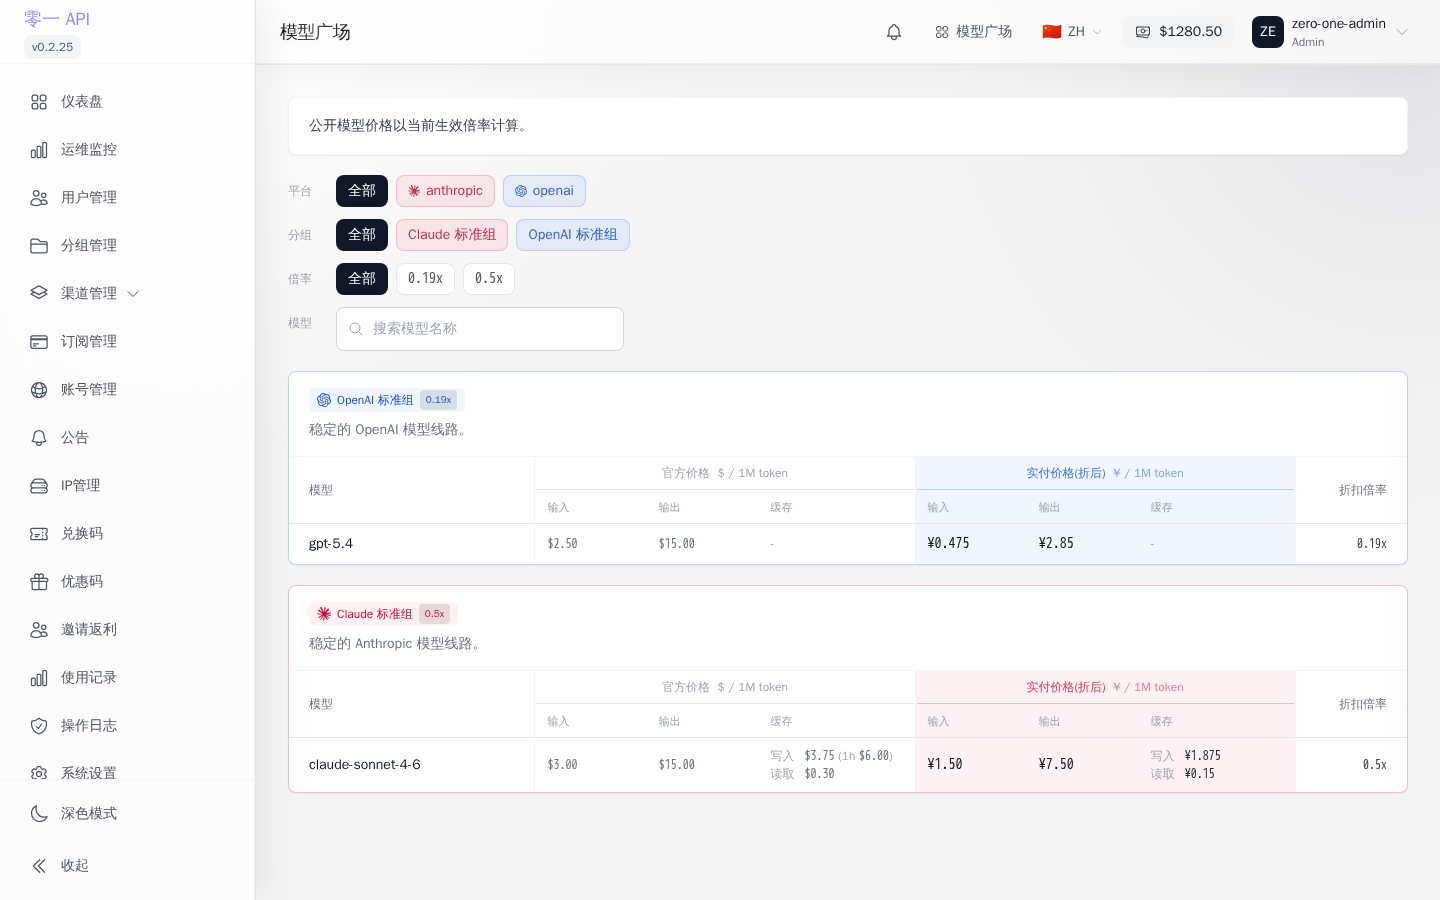 零一 API
v0.2.25
模型广场
模型广场
ZH
$1280.50
ZE
zero-one-admin
Admin
仪表盘
运维监控
用户管理
分组管理
渠道管理
订阅管理
账号管理
公告
IP管理
兑换码
优惠码
邀请返利
使用记录
操作日志
系统设置
深色模式
收起
公开模型价格以当前生效倍率计算。
平台 全部 anthropic openai
分组 全部 Claude 标准组 OpenAI 标准组
倍率 全部 0.19x 0.5x
模型 搜索模型名称
OpenAI 标准组 0.19x
稳定的 OpenAI 模型线路。
模型 官方价格 $ / 1M token 实付价格(折后) ¥ / 1M token 折扣倍率
输入 输出 缓存 输入 输出 缓存
gpt-5.4 $2.50 $15.00 - ¥0.475 ¥2.85 - 0.19x
Claude 标准组 0.5x
稳定的 Anthropic 模型线路。
模型 官方价格 $ / 1M token 实付价格(折后) ¥ / 1M token 折扣倍率
输入 输出 缓存 输入 输出 缓存
claude-sonnet-4-6 $3.00 $15.00 写入 $3.75 (1h $6.00) ¥1.50 ¥7.50 写入 ¥1.875 0.5x
读取 $0.30 读取 ¥0.15